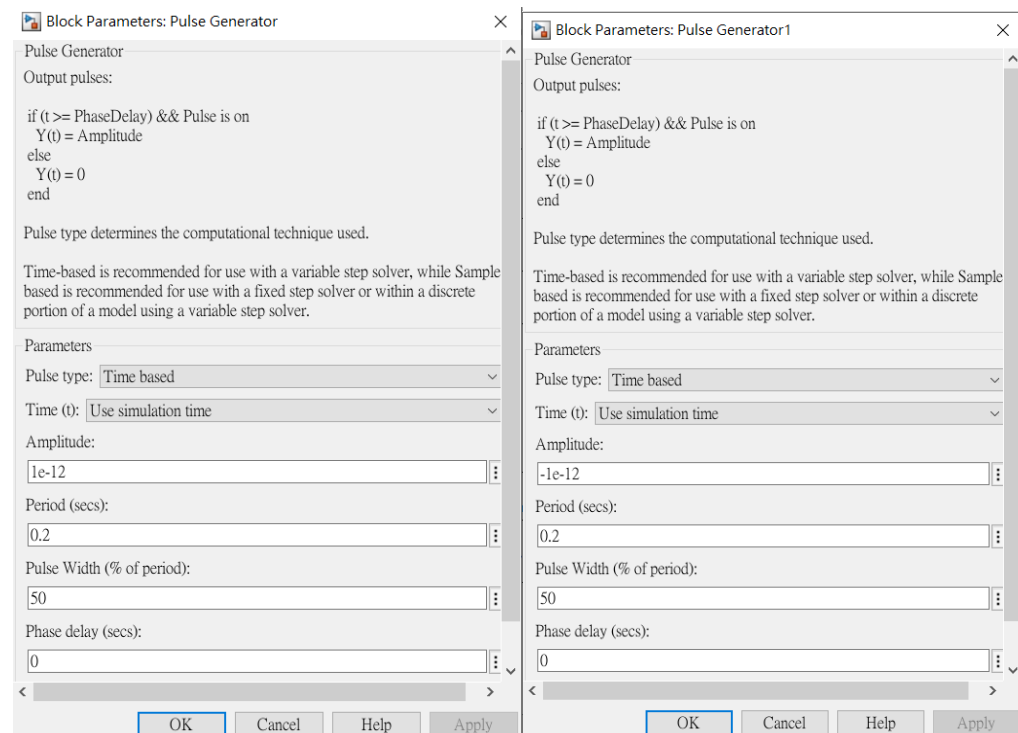 Block Parameters: Pulse Generator
Pulse Generator
Output pulses:
if (t >= PhaseDelay) && Pulse is on
Y(t) = Amplitude
else
Y(t) = 0
end
Pulse type determines the computational technique used.
Time-based is recommended for use with a variable step solver, while Sample
based is recommended for use with a fixed step solver or within a discrete
portion of a model using a variable step solver.
Parameters
Pulse type: Time based
Time (t): Use simulation time
Amplitude:
1e-12
Period (secs):
0.2
Pulse Width (% of period):
50
Phase delay (secs):
0
OK Cancel Help Apply
Block Parameters: Pulse Generator1
Pulse Generator
Output pulses:
if (t >= PhaseDelay) && Pulse is on
Y(t) = Amplitude
else
Y(t) = 0
end
Pulse type determines the computational technique used.
Time-based is recommended for use with a variable step solver, while Sample
based is recommended for use with a fixed step solver or within a discrete
portion of a model using a variable step solver.
Parameters
Pulse type: Time based
Time (t): Use simulation time
Amplitude:
-1e-12
Period (secs):
0.2
Pulse Width (% of period):
50
Phase delay (secs):
0
OK Cancel Help Apply